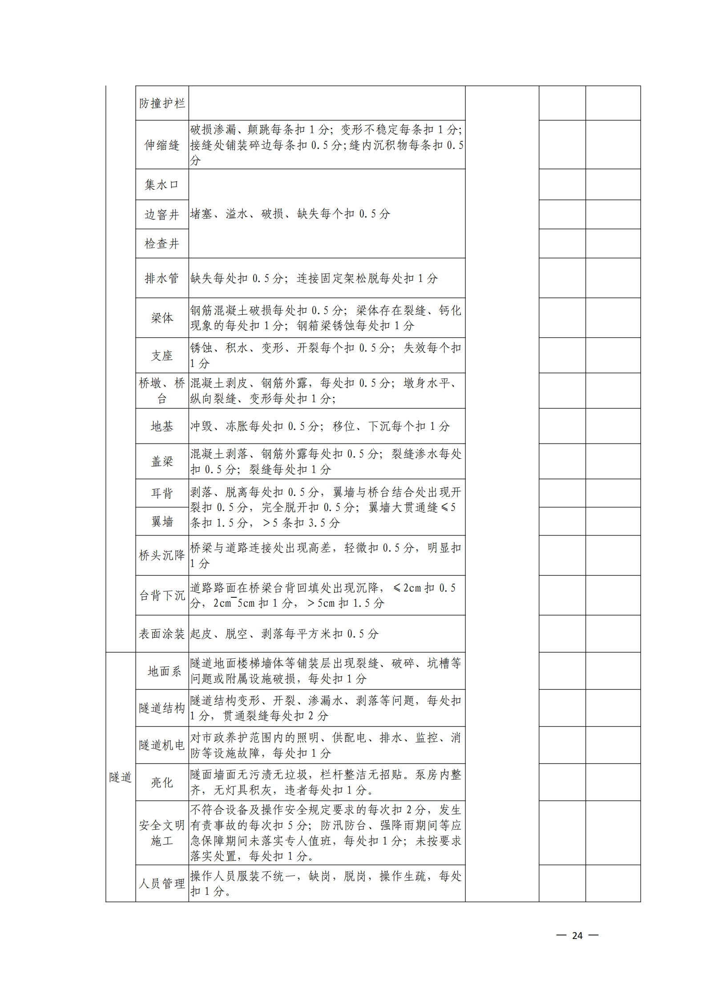 防撞护栏
伸缩缝
破损渗漏、颠跳每条扣 1 分；变形不稳定每条扣 1 分；
接缝处铺装碎边每条扣 0.5 分；缝内沉积物每条扣 0.5
分
集水口
边窨井
检查井
堵塞、溢水、破损、缺失每个扣 0.5 分
排水管
缺失每处扣 0.5 分；连接固定架松脱每处扣 1 分
梁体
钢筋混凝土破损每处扣 0.5 分；梁体存在裂缝、钙化
现象的每处扣 1 分；钢箱梁锈蚀每处扣 1 分
支座
锈蚀、积水、变形、开裂每个扣 0.5 分；失效每个扣
1 分
桥墩、桥
台
混凝土剥皮、钢筋外露，每处扣 0.5 分；墩身水平、
纵向裂缝、变形每处扣 1 分；
地基
冲毁、冻胀每处扣 0.5 分；移位、下沉每个扣 1 分
盖梁
混凝土剥落、钢筋外露每处扣 0.5 分；裂缝渗水每处
扣 0.5 分；裂缝每处扣 1 分
耳背
翼墙
剥落、脱离每处扣 0.5 分，翼墙与桥台结合处出现开
裂扣 0.5 分，完全脱开扣 0.5 分；翼墙大贯通缝≤5
条扣 1.5 分，＞5 条扣 3.5 分
桥头沉降
桥梁与道路连接处出现高差，轻微扣 0.5 分，明显扣
1 分
台背下沉
道路路面在桥梁台背回填处出现沉降，≤2cm 扣 0.5
分，2cm‾5cm 扣 1 分，＞5cm 扣 1.5 分
表面涂装
起皮、脱空、剥落每平方米扣 0.5 分
隧道
地面系
隧道地面楼梯墙体等铺装层出现裂缝、破碎、坑槽等
问题或附属设施破损，每处扣 1 分
隧道结构
隧道结构变形、开裂、渗漏水、剥落等问题，每处扣
1 分，贯通裂缝每处扣 2 分
隧道机电
对市政养护范围内的照明、供配电、排水、监控、消
防等设施故障，每处扣 1 分
亮化
隧面墙面无污渍无垃圾，栏杆整洁无招贴。泵房内整
齐，无灯具积灰，违者每处扣 1 分。
安全文明
施工
不符合设备及操作安全规定要求的每次扣 2 分，发生
有责事故的每次扣 5 分；防汛防台、强降雨期间等应
急保障期间未落实专人值班，每处扣 1 分；未按要求
落实处置，每处扣 1 分。
人员管理
操作人员服装不统一，缺岗，脱岗，操作生疏，每处
扣 1 分。
— 24 —